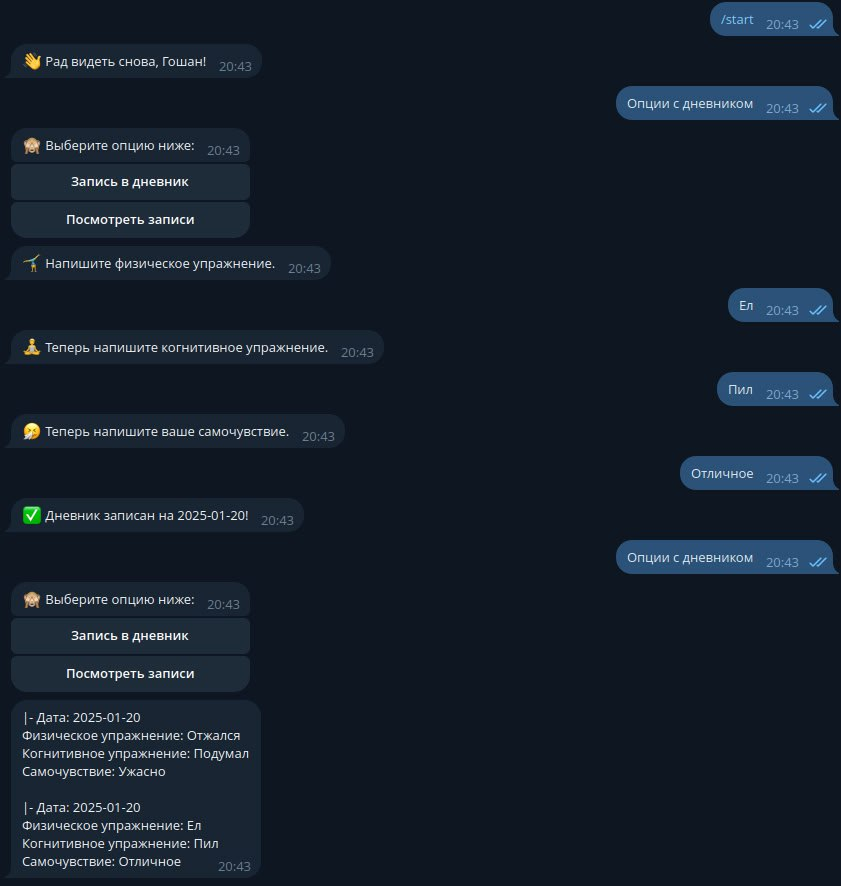 /start 20:43
👋 Рад видеть снова, Гошан! 20:43
Опции с дневником 20:43
🙈 Выберите опцию ниже: 20:43
Запись в дневник
Посмотреть записи
🤸 Напишите физическое упражнение. 20:43
Ел 20:43
🧘 Теперь напишите когнитивное упражнение. 20:43
Пил 20:43
🤧 Теперь напишите ваше самочувствие. 20:43
Отличное 20:43
✅ Дневник записан на 2025-01-20! 20:43
Опции с дневником 20:43
🙈 Выберите опцию ниже: 20:43
Запись в дневник
Посмотреть записи
|- Дата: 2025-01-20
Физическое упражнение: Отжался
Когнитивное упражнение: Подумал
Самочувствие: Ужасно
|- Дата: 2025-01-20
Физическое упражнение: Ел
Когнитивное упражнение: Пил
Самочувствие: Отличное 20:43